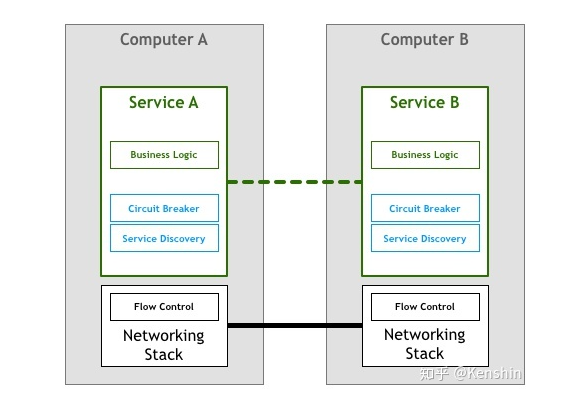 Computer A
Service A
Business Logic
Circuit Breaker
Service Discovery
Flow Control
Networking
Stack
Computer B
Service B
Business Logic
Circuit Breaker
Service Discovery
Flow Control
Networking
Stack
知乎 @Kenshin